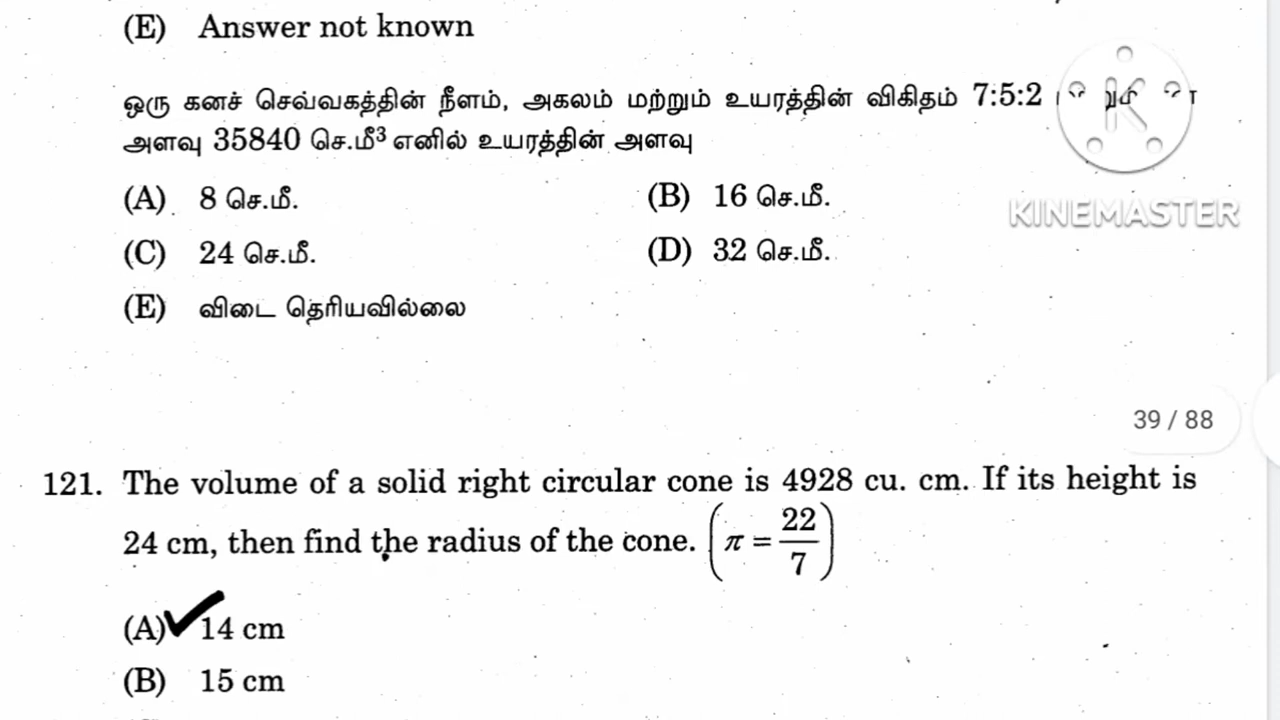 (E) Answer not known
ஒரு கனச் செவ்வகத்தின் நீளம், அகலம் மற்றும் உயரத்தின் விகிதம் 7:5:2
அளவு 35840 செ.மீ³ எனில் உயரத்தின் அளவு
(A) 8 செ.மீ. (B) 16 செ.மீ.
(C) 24 செ.மீ. (D) 32 செ.மீ.
(E) விடை தெரியவில்லை
KINEMASTER
39 / 88
121. The volume of a solid right circular cone is 4928 cu. cm. If its height is
24 cm, then find the radius of the cone. (π = 22/7)
(A) 14 cm
(B) 15 cm